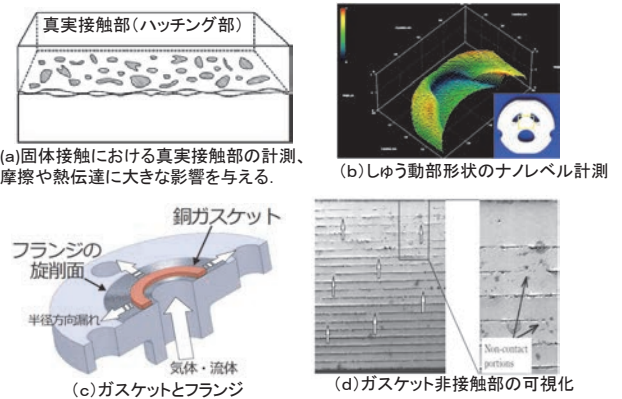 真実接触部(ハッチング部)
(a)固体接触における真実接触部の計測、
摩擦や熱伝達に大きな影響を与える.
(b)しゅう動部形状のナノレベル計測
銅ガスケット
フランジの
旋削面
半径方向漏れ
気体・流体
(c)ガスケットとフランジ
Non-contact
portions
(d)ガスケット非接触部の可視化